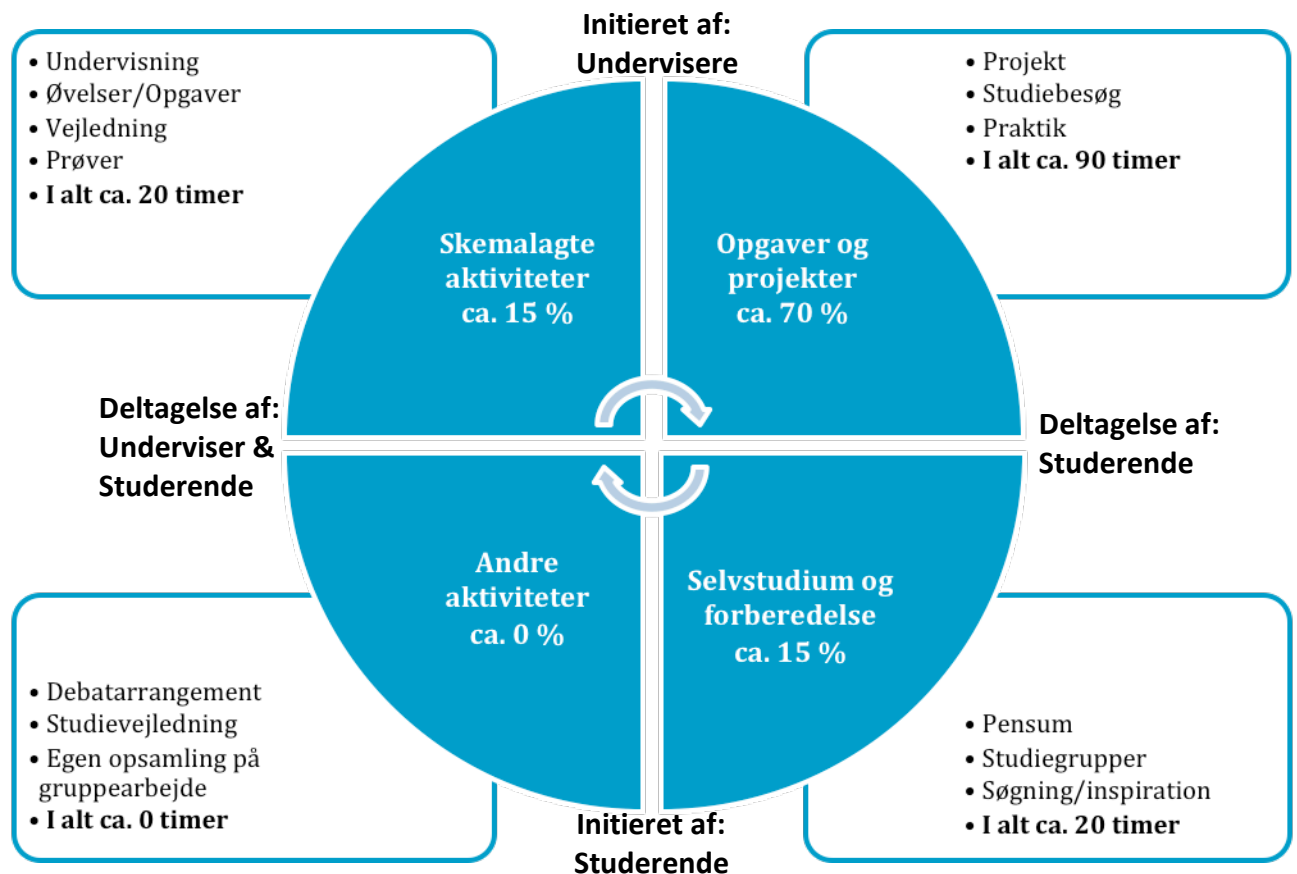 Initieret af:
Undervisere
• Undervisning
• Øvelser/Opgaver
• Vejledning
• Prøver
• I alt ca. 20 timer
• Projekt
• Studiebesøg
• Praktik
• I alt ca. 90 timer
Skemalagte
aktiviteter
ca. 15 %
Opgaver og
projekter
ca. 70 %
Deltagelse af:
Underviser &
Studerende
Deltagelse af:
Studerende
Andre
aktiviteter
ca. 0 %
Selvstudium og
forberedelse
ca. 15 %
• Debatarrangement
• Studievejledning
• Egen opsamling på
gruppearbejde
• I alt ca. 0 timer
• Pensum
• Studiegrupper
• Søgning/inspiration
• I alt ca. 20 timer
Initieret af:
Studerende